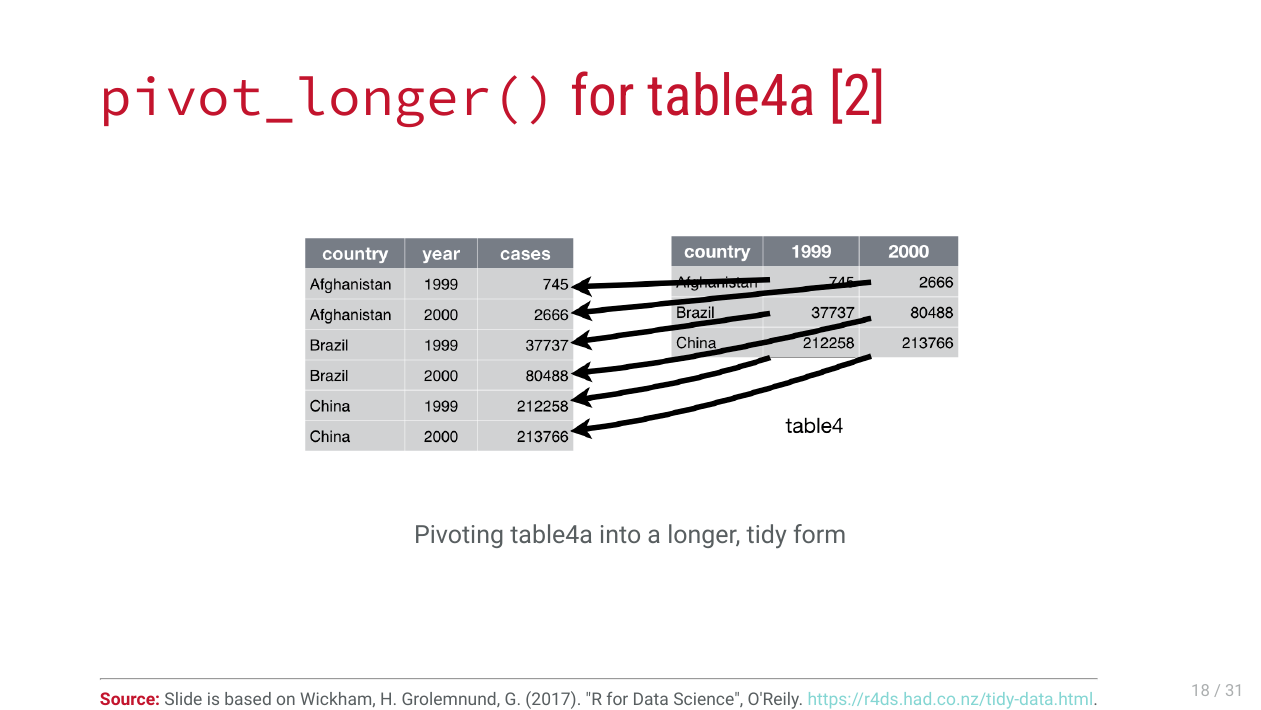 pivot_longer() for table4a [2]
country year cases
Afghanistan 1999 745
Afghanistan 2000 2666
Brazil 1999 37737
Brazil 2000 80488
China 1999 212258
China 2000 213766
country 1999 2000
Afghanistan 745 2666
Brazil 37737 80488
China 212258 213766
table4
Pivoting table4a into a longer, tidy form
Source: Slide is based on Wickham, H. Grolemnund, G. (2017). "R for Data Science", O'Reily. https://r4ds.had.co.nz/tidy-data.html.
18 / 31